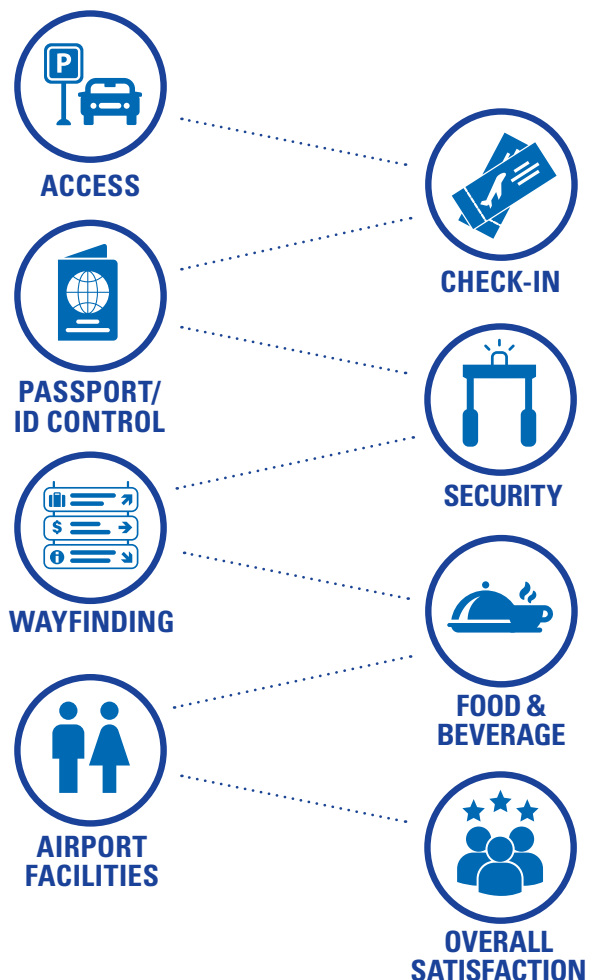 P
ACCESS
CHECK-IN
PASSPORT/
ID CONTROL
SECURITY
$
i
WAYFINDING
FOOD &
BEVERAGE
AIRPORT
FACILITIES
OVERALL
SATISFACTION